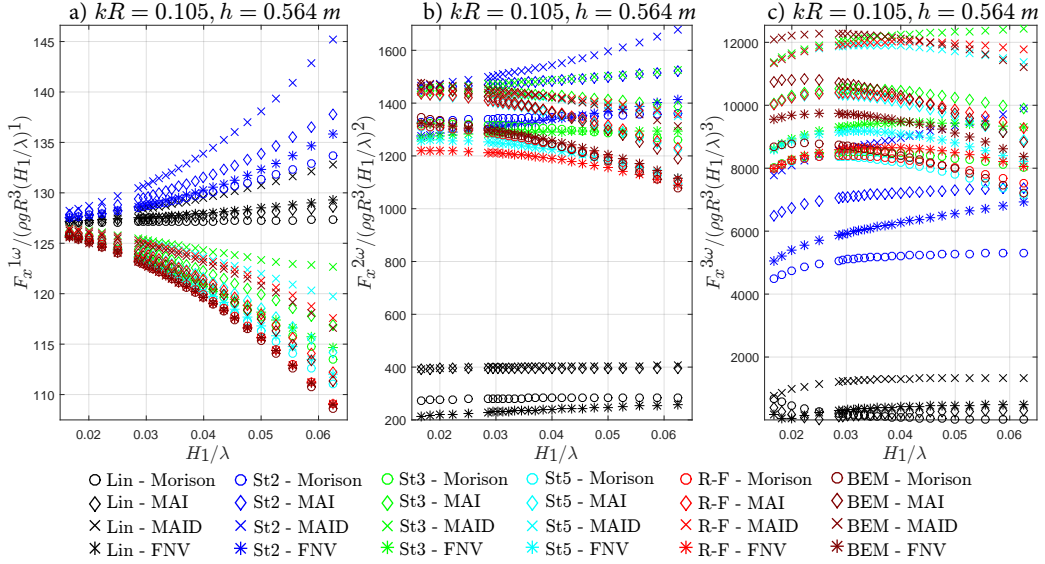 a) kR = 0.105, h = 0.564 m
b) kR = 0.105, h = 0.564 m
c) kR = 0.105, h = 0.564 m
F_x^{1ω}/(ρgR^3(H_1/λ)^1)
145
140
135
130
125
120
115
110
0.02 0.03 0.04 0.05 0.06
H_1/λ
F_x^{2ω}/(ρgR^3(H_1/λ)^2)
1600
1400
1200
1000
800
600
400
200
0.02 0.03 0.04 0.05 0.06
H_1/λ
F_x^{3ω}/(ρgR^3(H_1/λ)^3)
12000
10000
8000
6000
4000
2000
0.02 0.03 0.04 0.05 0.06
H_1/λ
Lin - Morison St2 - Morison St3 - Morison St5 - Morison R-F - Morison BEM - Morison
Lin - MAI St2 - MAI St3 - MAI St5 - MAI R-F - MAI BEM - MAI
Lin - MAID St2 - MAID St3 - MAID St5 - MAID R-F - MAID BEM - MAID
Lin - FNV St2 - FNV St3 - FNV St5 - FNV R-F - FNV BEM - FNV